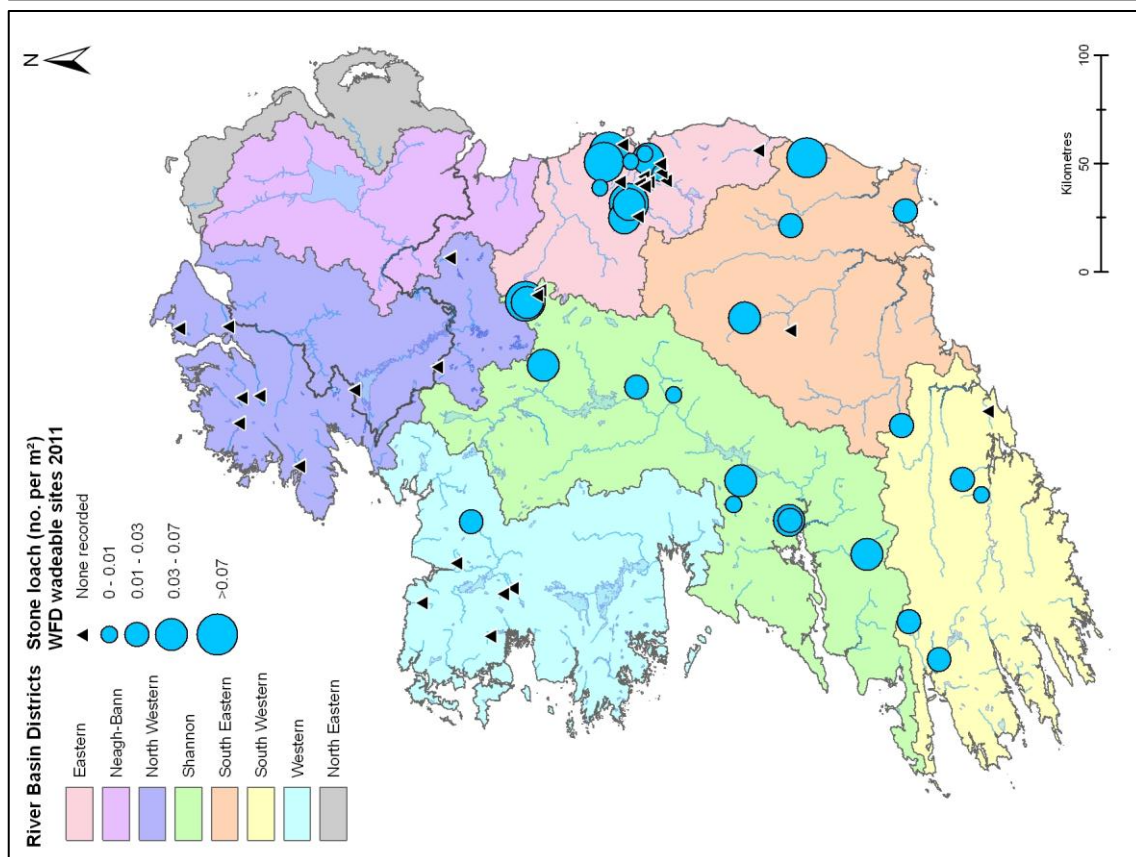 River Basin Districts
Eastern
Neagh-Bann
North Western
Shannon
South Eastern
South Western
Western
North Eastern
Stone loach (no. per m²)
WFD wadeable sites 2011
None recorded
0 - 0.01
0.01 - 0.03
0.03 - 0.07
>0.07
N
0
50
100
Kilometres